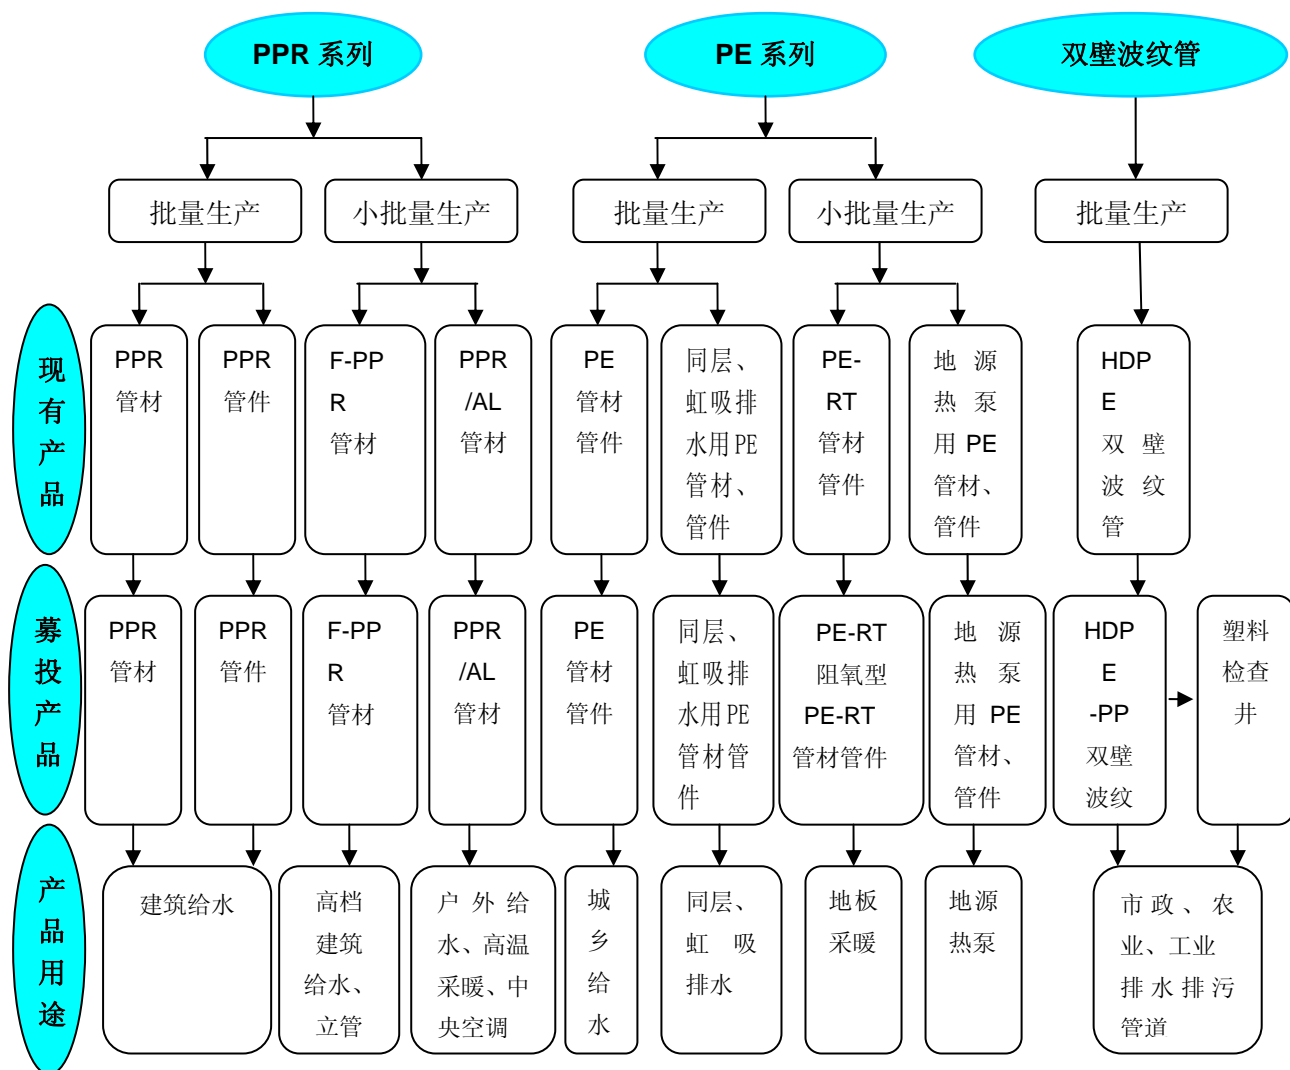 PPR 系列
PE 系列
双壁波纹管
批量生产
小批量生产
批量生产
小批量生产
批量生产
现
有
产
品
PPR
管材
PPR
管件
F-PP
R
管材
PPR
/AL
管材
PE
管材
管件
同层、
虹吸排
水用PE
管材、
管件
PE-
RT
管材
管件
地 源
热 泵
用 PE
管材、
管件
HDP
E
双 壁
波 纹
管
募
投
产
品
PPR
管材
PPR
管件
F-PP
R
管材
PPR
/AL
管材
PE
管材
管件
同层、
虹吸排
水用PE
管材管
件
PE-RT
阻氧型
PE-RT
管材管件
地 源
热 泵
用 PE
管材、
管件
HDP
E
-PP
双壁
波纹
塑料
检查
井
产
品
用
途
建筑给水
高档
建筑
给水、
立管
户 外 给
水、高温
采暖、中
央空调
城
乡
给
水
同层、
虹 吸
排水
地板
采暖
地源
热泵
市 政 、 农
业、工业
排 水 排 污
管道